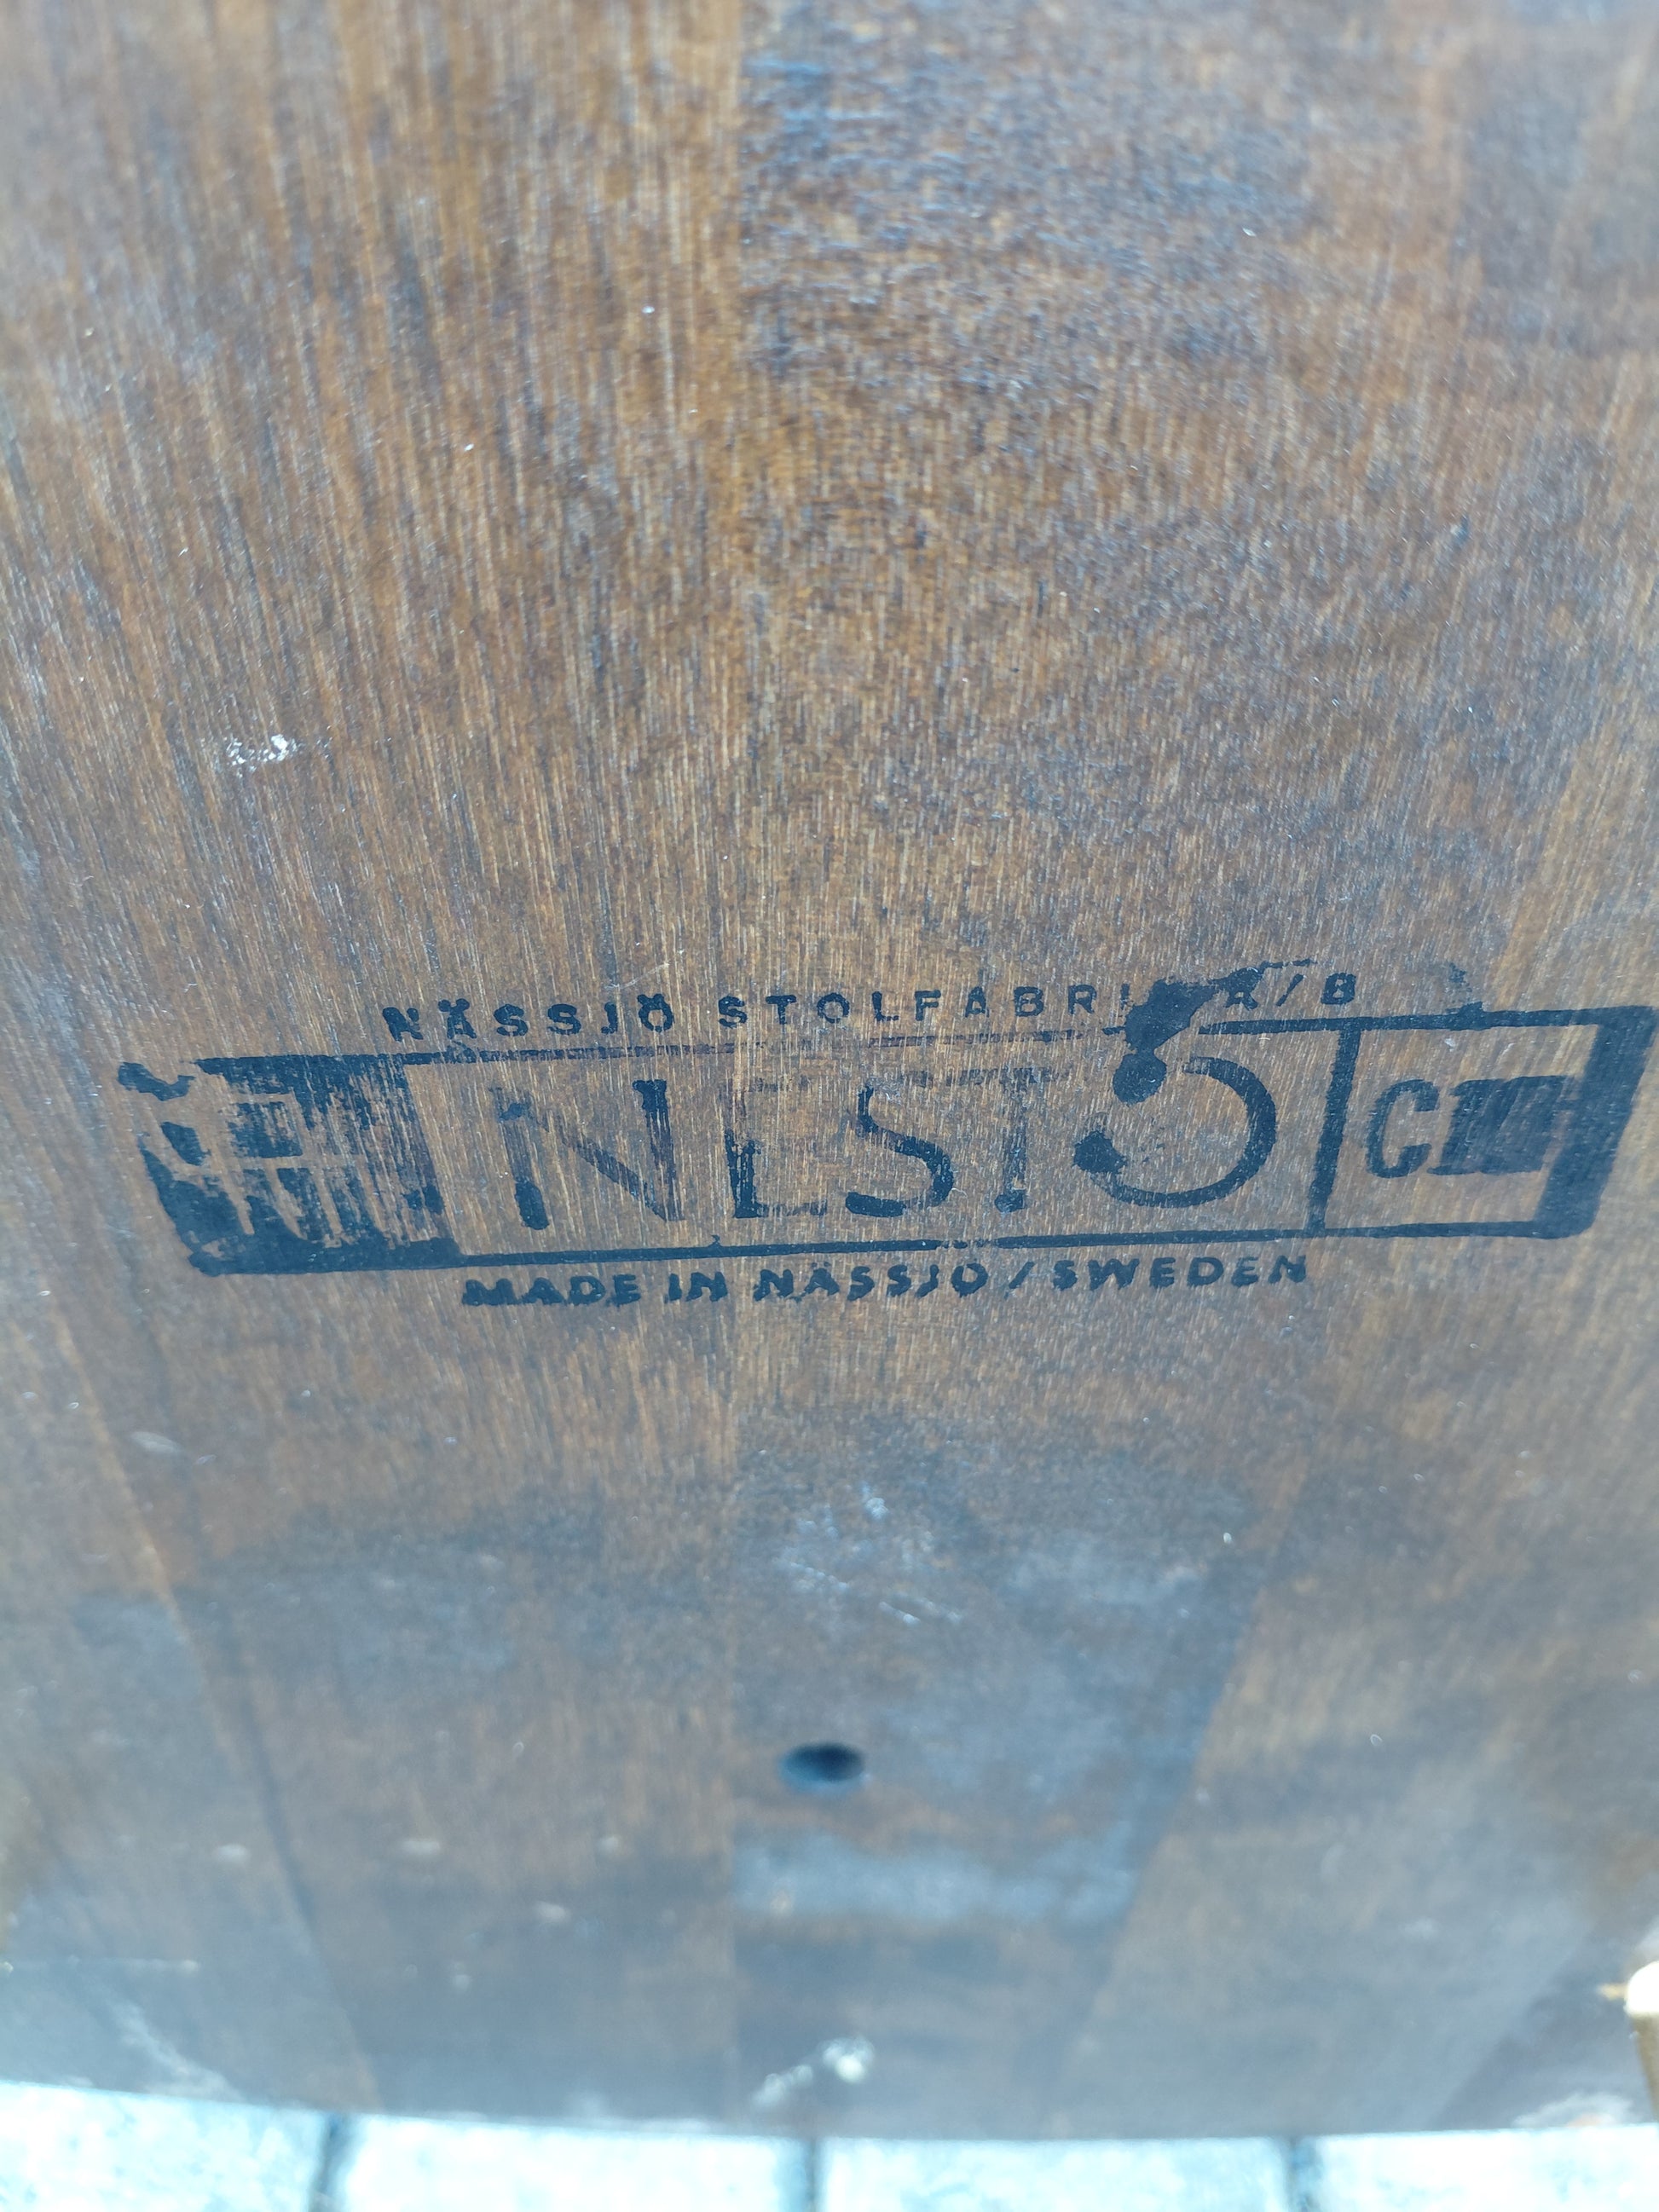 NÄSSJÖ STOLFABRIK A/B
NESTO
MADE IN NÄSSJÖ / SWEDEN